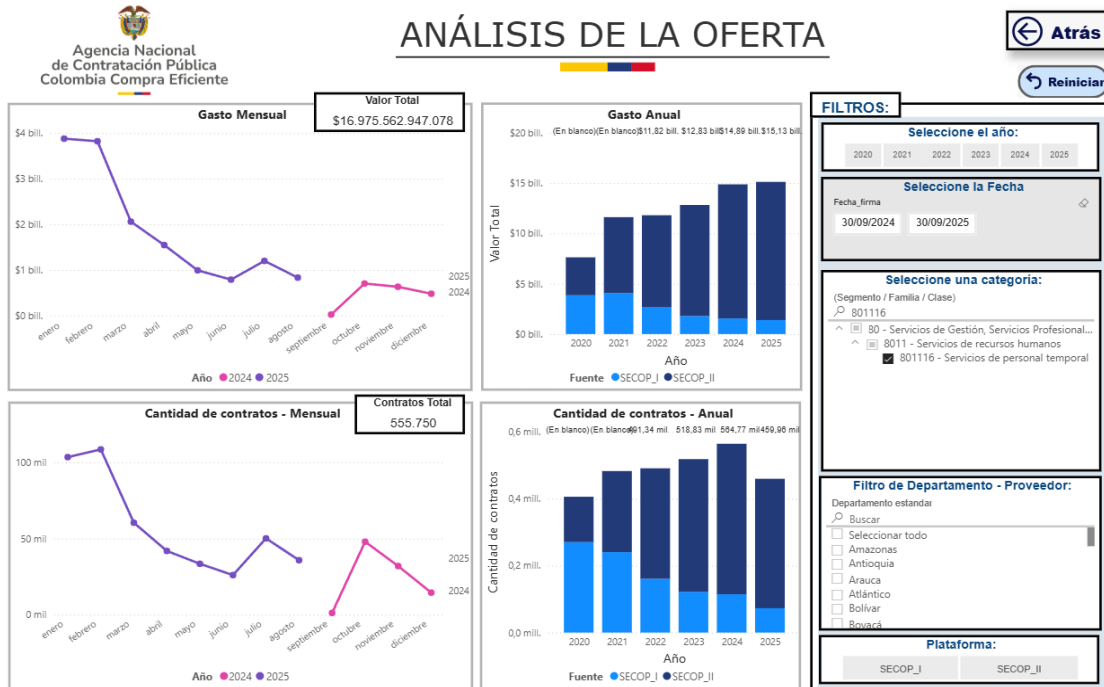 Agencia Nacional
de Contratación Pública
Colombia Compra Eficiente
ANÁLISIS DE LA OFERTA
Atrás
Reiniciar
Gasto Mensual
Valor Total
$16.975.562.947.078
$4 bill.
$3 bill.
$2 bill.
$1 bill.
$0 bill.
2025
2024
enero
febrero
marzo
abril
mayo
junio
julio
agosto
septiembre
octubre
noviembre
diciembre
Año 2024 2025
Gasto Anual
(En blanco)(En blanco)$11,82 bill. $12,83 bill $14,89 bill. $15,13 bill.
Valor Total
$20 bill.
$15 bill.
$10 bill.
$5 bill.
$0 bill.
2020 2021 2022 2023 2024 2025
Año
Fuente SECOP_I SECOP_II
Cantidad de contratos - Mensual
Contratos Total
555.750
100 mil
50 mil
0 mil
2025
2024
enero
febrero
marzo
abril
mayo
junio
julio
agosto
septiembre
octubre
noviembre
diciembre
Año 2024 2025
Cantidad de contratos - Anual
(En blanco)(En blanco) 491,34 mil 518,83 mil 564,77 mil 459,96 mil
Cantidad de contratos
0,6 mill.
0,4 mill.
0,2 mill.
0,0 mill.
2020 2021 2022 2023 2024 2025
Año
Fuente SECOP_I SECOP_II
FILTROS:
Seleccione el año:
2020 2021 2022 2023 2024 2025
Seleccione la Fecha
Fecha_firma
30/09/2024 30/09/2025
Seleccione una categoría:
(Segmento / Familia / Clase)
801116
80 - Servicios de Gestión, Servicios Profesional...
8011 - Servicios de recursos humanos
801116 - Servicios de personal temporal
Filtro de Departamento - Proveedor:
Departamento estandar
Buscar
Seleccionar todo
Amazonas
Antioquia
Arauca
Atlántico
Bolívar
Boyacá
Plataforma:
SECOP_I SECOP_II